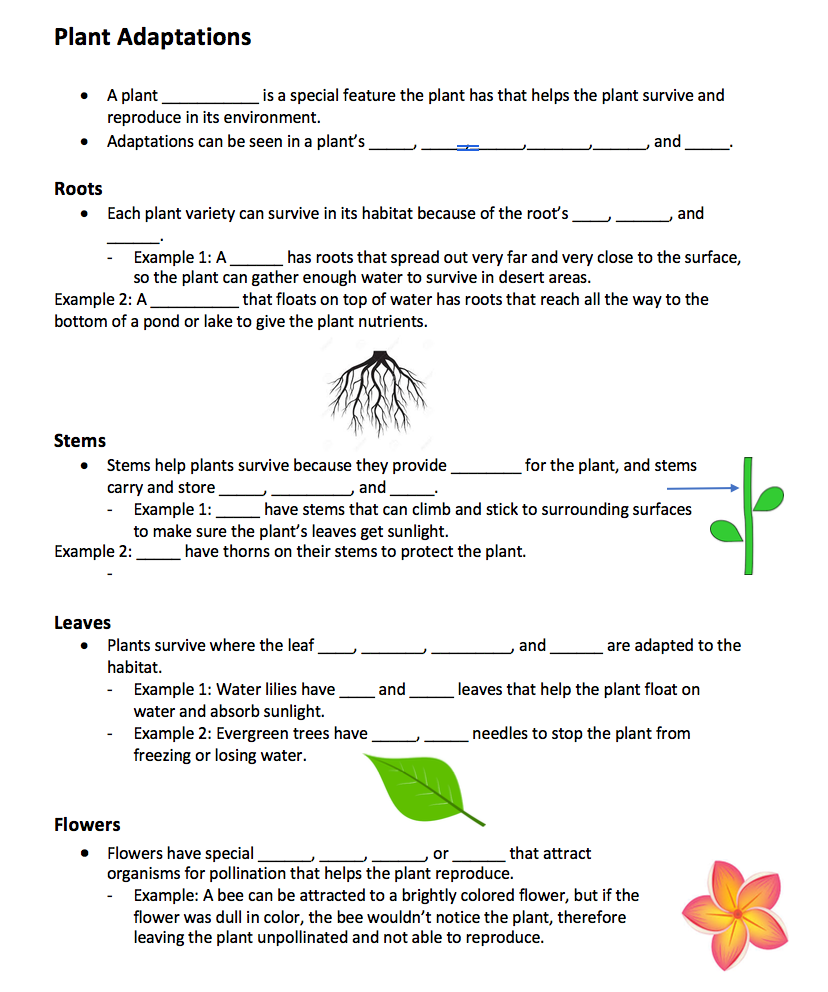 Plant Adaptations
• A plant ____________ is a special feature the plant has that helps the plant survive and
reproduce in its environment.
• Adaptations can be seen in a plant's _____, ____________,________,_______, and _____.
Roots
• Each plant variety can survive in its habitat because of the root's ____, ______, and
______.
- Example 1: A ______ has roots that spread out very far and very close to the surface,
so the plant can gather enough water to survive in desert areas.
Example 2: A __________ that floats on top of water has roots that reach all the way to the
bottom of a pond or lake to give the plant nutrients.
Stems
• Stems help plants survive because they provide ________ for the plant, and stems
carry and store _____, _________, and _____.
- Example 1: _____ have stems that can climb and stick to surrounding surfaces
to make sure the plant's leaves get sunlight.
Example 2: _____ have thorns on their stems to protect the plant.
-
Leaves
• Plants survive where the leaf ____, _______, _________, and ______ are adapted to the
habitat.
- Example 1: Water lilies have ____ and _____ leaves that help the plant float on
water and absorb sunlight.
- Example 2: Evergreen trees have _____, _____ needles to stop the plant from
freezing or losing water.
Flowers
• Flowers have special ______, _____, ______, or ______ that attract
organisms for pollination that helps the plant reproduce.
- Example: A bee can be attracted to a brightly colored flower, but if the
flower was dull in color, the bee wouldn't notice the plant, therefore
leaving the plant unpollinated and not able to reproduce.